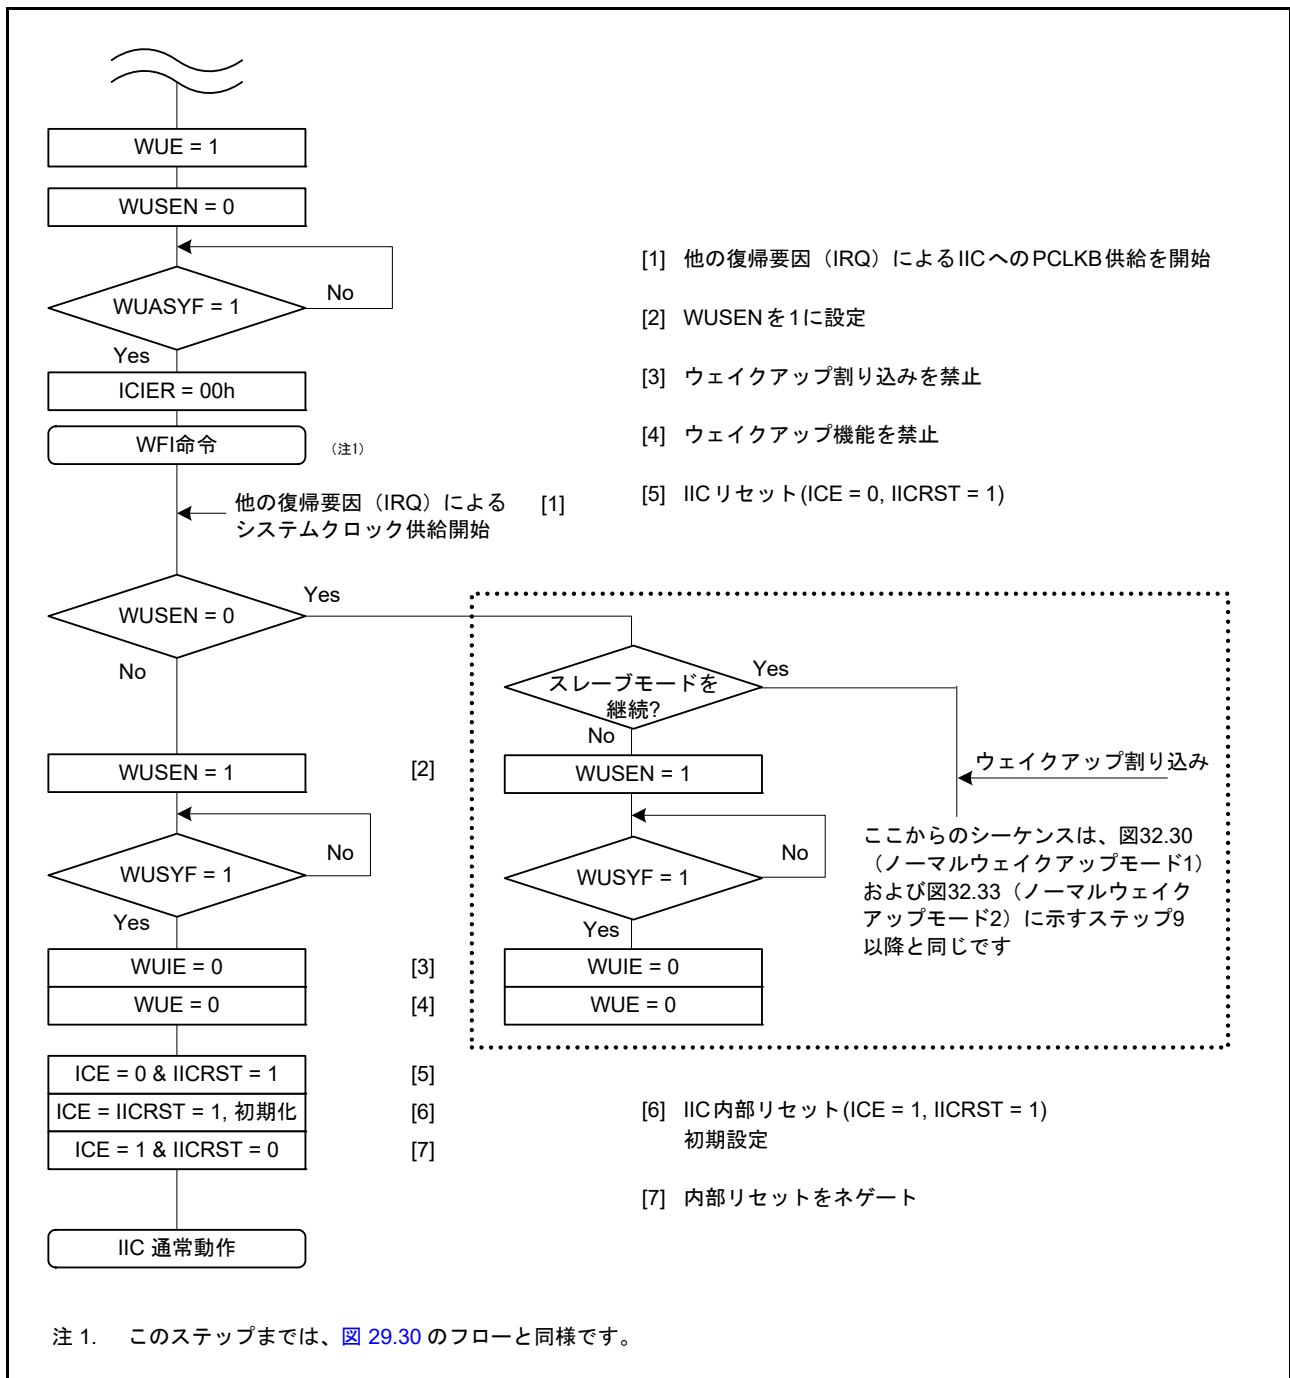 WUE = 1
WUSEN = 0
WUASYF = 1
No
Yes
ICIER = 00h
WFI命令
（注1）
他の復帰要因（IRQ）による
システムクロック供給開始
[1]
[1] 他の復帰要因（IRQ）によるIICへのPCLKB供給を開始
[2] WUSENを1に設定
[3] ウェイクアップ割り込みを禁止
[4] ウェイクアップ機能を禁止
[5] IICリセット(ICE = 0, IICRST = 1)
WUSEN = 0
Yes
No
スレーブモードを
継続?
Yes
No
WUSEN = 1
[2]
WUSEN = 1
ウェイクアップ割り込み
WUSYF = 1
No
Yes
WUSYF = 1
No
Yes
ここからのシーケンスは、図32.30
（ノーマルウェイクアップモード1）
および図32.33（ノーマルウェイク
アップモード2）に示すステップ9
以降と同じです
WUIE = 0
[3]
WUIE = 0
WUE = 0
[4]
WUE = 0
ICE = 0 & IICRST = 1
[5]
ICE = IICRST = 1, 初期化
[6]
ICE = 1 & IICRST = 0
[7]
[6] IIC内部リセット(ICE = 1, IICRST = 1)
初期設定
[7] 内部リセットをネゲート
IIC 通常動作
注 1. このステップまでは、図 29.30 のフローと同様です。